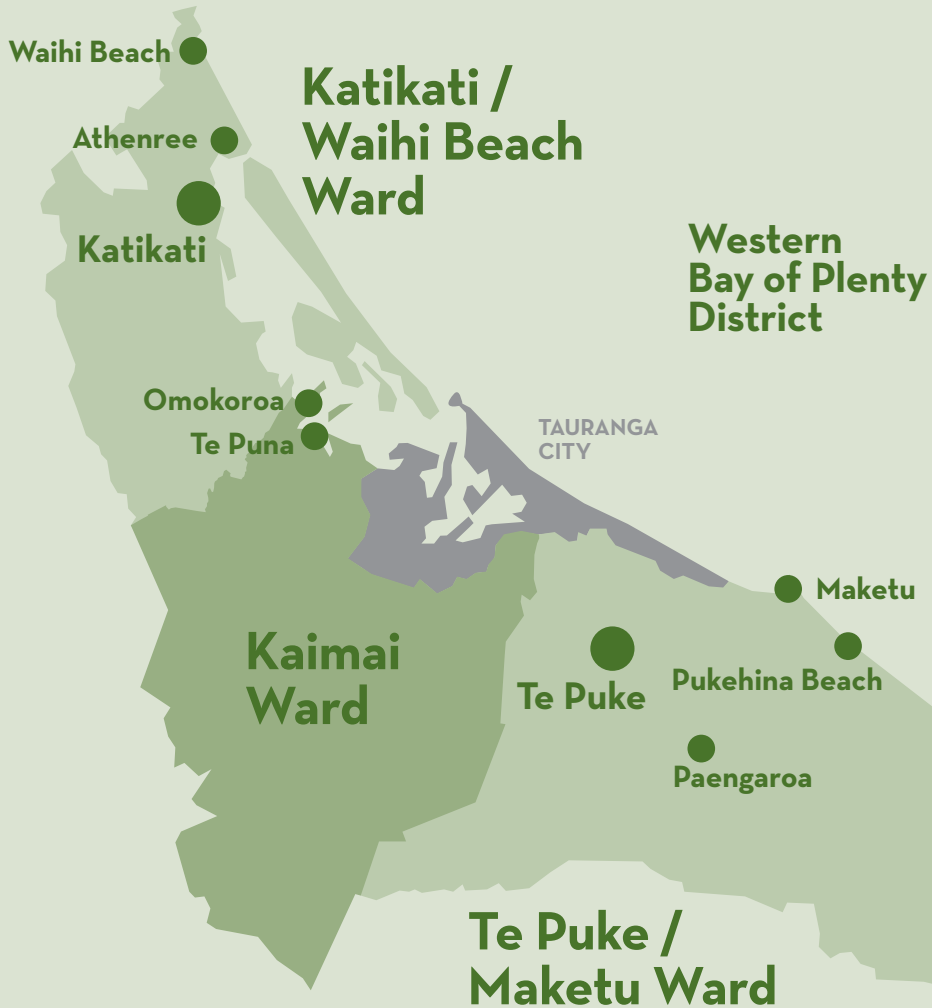 Waihi Beach
Katikati /
Waihi Beach
Ward
Athenree
Katikati
Western
Bay of Plenty
District
Omokoroa
Te Puna
TAURANGA
CITY
Maketu
Kaimai
Ward
Te Puke
Pukehina Beach
Paengaroa
Te Puke /
Maketu Ward